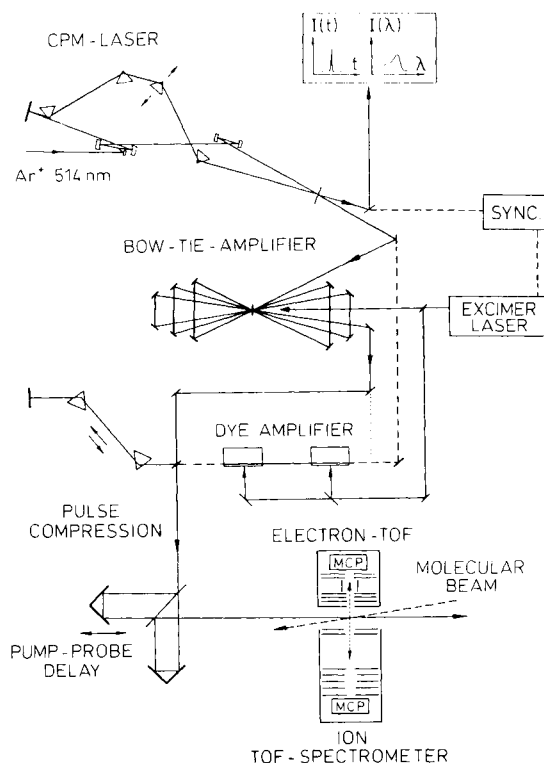 CPM-LASER
I(t) I(λ)
t λ
Ar⁺ 514 nm
SYNC.
BOW-TIE-AMPLIFIER
EXCIMER
LASER
DYE AMPLIFIER
PULSE
COMPRESSION
ELECTRON-TOF
MCP
MOLECULAR
BEAM
PUMP-PROBE
DELAY
MCP
ION
TOF-SPECTROMETER